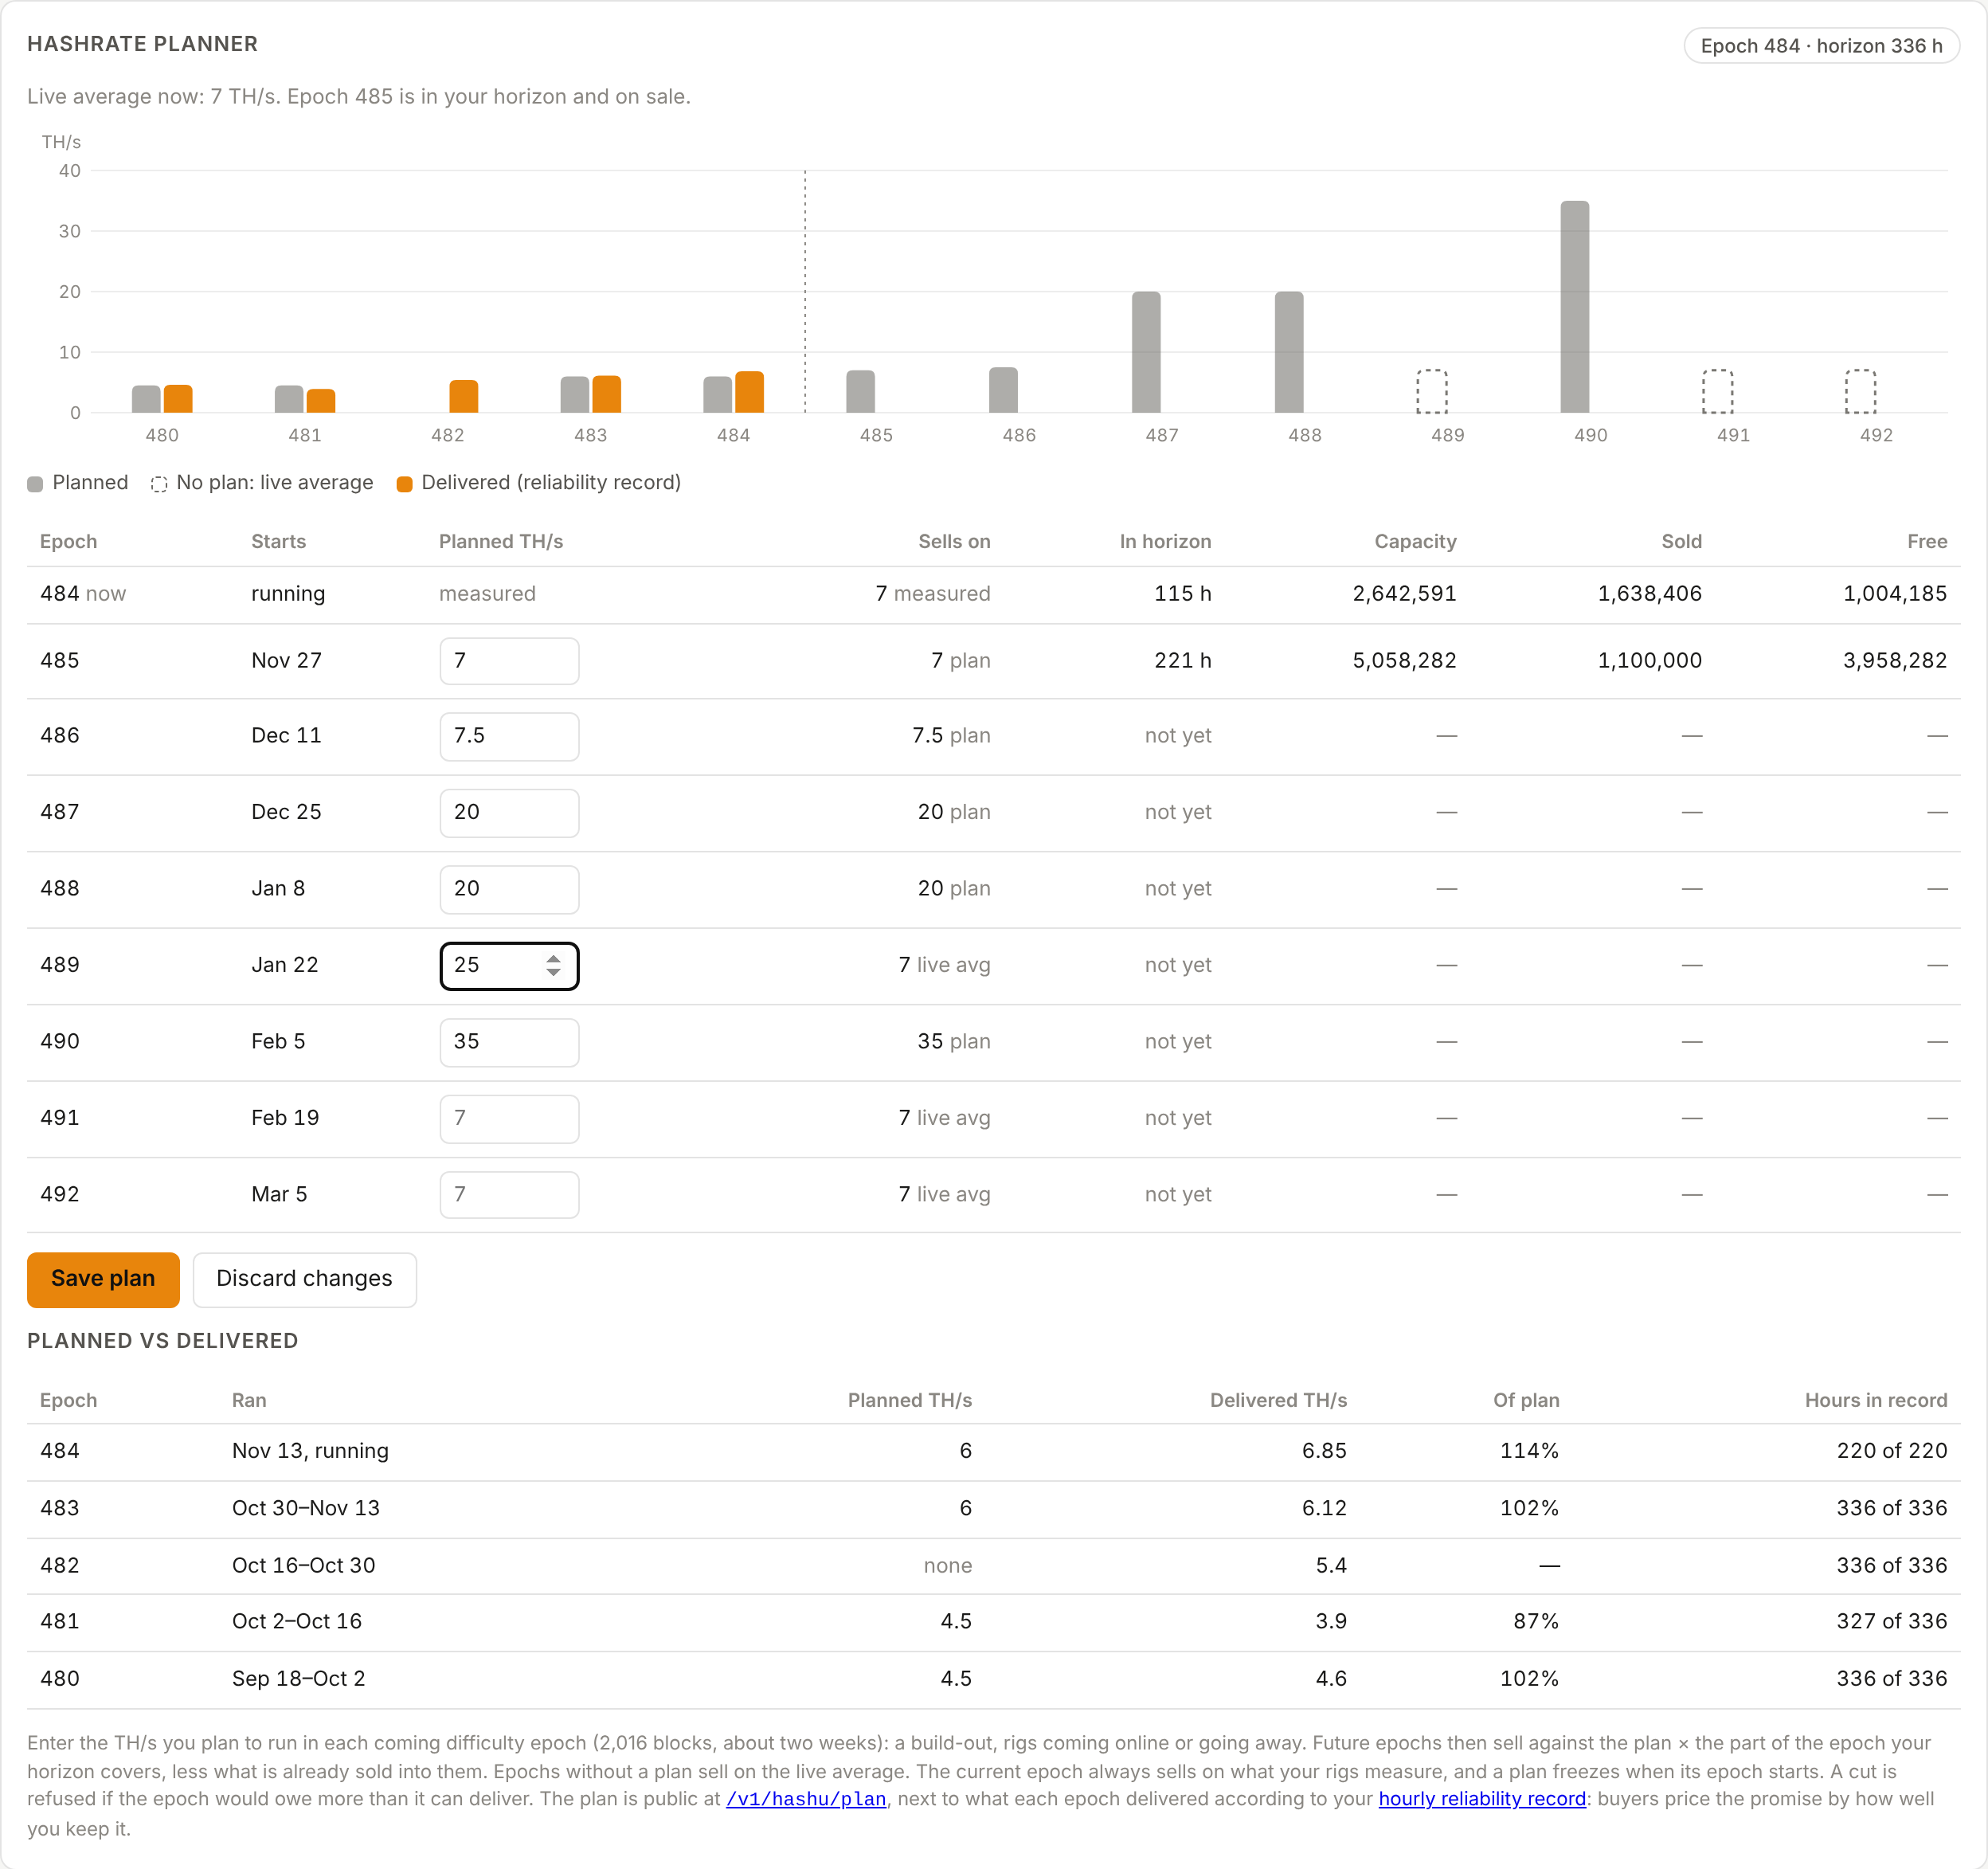 HASHRATE PLANNER
Epoch 484 · horizon 336 h
Live average now: 7 TH/s. Epoch 485 is in your horizon and on sale.
TH/s
40
30
20
10
0
480 481 482 483 484 485 486 487 488 489 490 491 492
Planned No plan: live average Delivered (reliability record)
Epoch Starts Planned TH/s Sells on In horizon Capacity Sold Free
484 now running measured 7 measured 115 h 2,642,591 1,638,406 1,004,185
485 Nov 27 7 7 plan 221 h 5,058,282 1,100,000 3,958,282
486 Dec 11 7.5 7.5 plan not yet — — —
487 Dec 25 20 20 plan not yet — — —
488 Jan 8 20 20 plan not yet — — —
489 Jan 22 25 7 live avg not yet — — —
490 Feb 5 35 35 plan not yet — — —
491 Feb 19 7 7 live avg not yet — — —
492 Mar 5 7 7 live avg not yet — — —
Save plan Discard changes
PLANNED VS DELIVERED
Epoch Ran Planned TH/s Delivered TH/s Of plan Hours in record
484 Nov 13, running 6 6.85 114% 220 of 220
483 Oct 30–Nov 13 6 6.12 102% 336 of 336
482 Oct 16–Oct 30 none 5.4 — 336 of 336
481 Oct 2–Oct 16 4.5 3.9 87% 327 of 336
480 Sep 18–Oct 2 4.5 4.6 102% 336 of 336
Enter the TH/s you plan to run in each coming difficulty epoch (2,016 blocks, about two weeks): a build-out, rigs coming online or going away. Future epochs then sell against the plan × the part of the epoch your
horizon covers, less what is already sold into them. Epochs without a plan sell on the live average. The current epoch always sells on what your rigs measure, and a plan freezes when its epoch starts. A cut is
refused if the epoch would owe more than it can deliver. The plan is public at /v1/hashu/plan, next to what each epoch delivered according to your hourly reliability record: buyers price the promise by how well
you keep it.